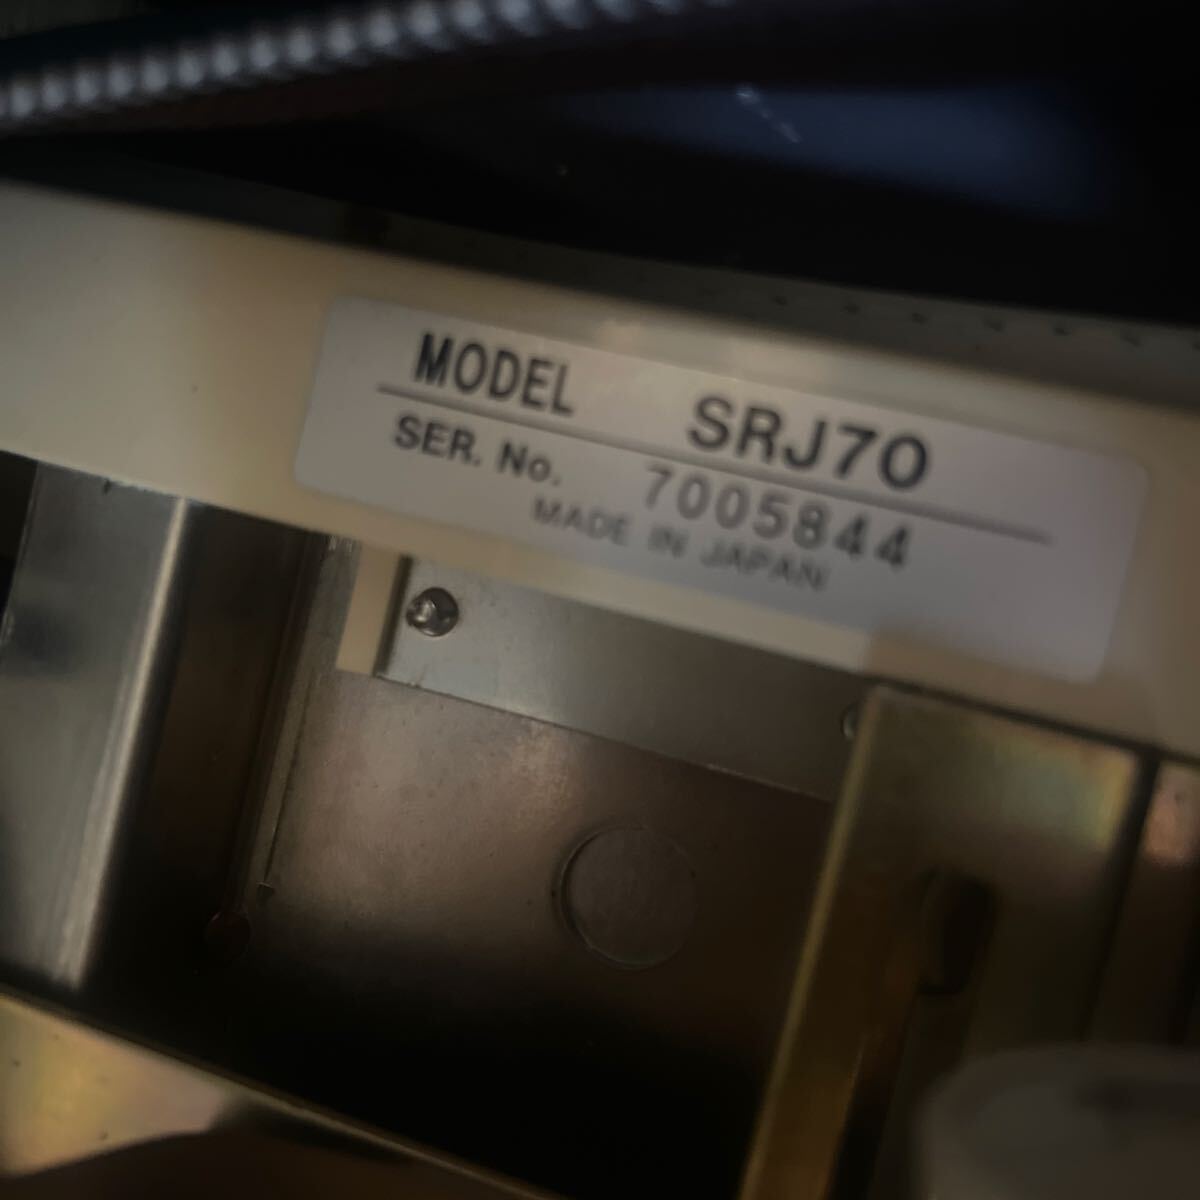 MODEL SRJ70
SER. No. 7005844
MADE IN JAPAN